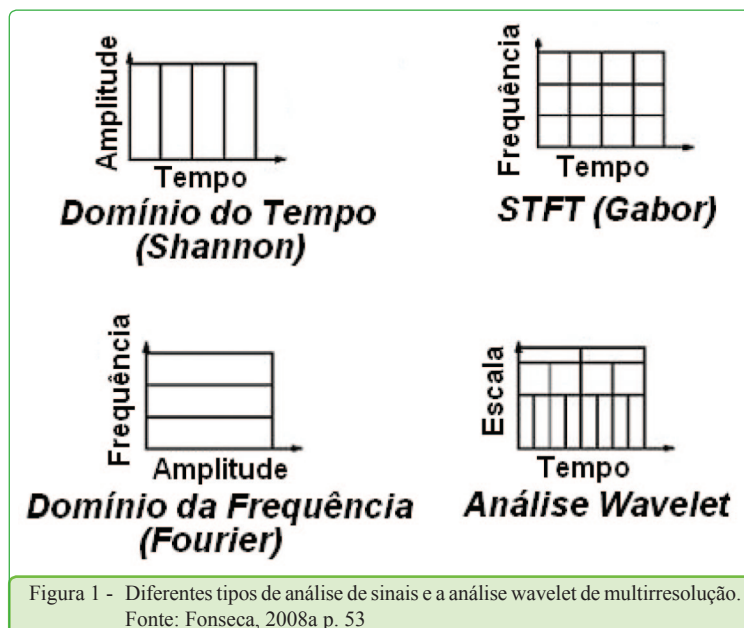 Amplitude
Tempo
Domínio do Tempo
(Shannon)
Frequência
Tempo
STFT (Gabor)
Frequência
Amplitude
Domínio da Frequência
(Fourier)
Escala
Tempo
Análise Wavelet
Figura 1 - Diferentes tipos de análise de sinais e a análise wavelet de multirresolução.
Fonte: Fonseca, 2008a p. 53